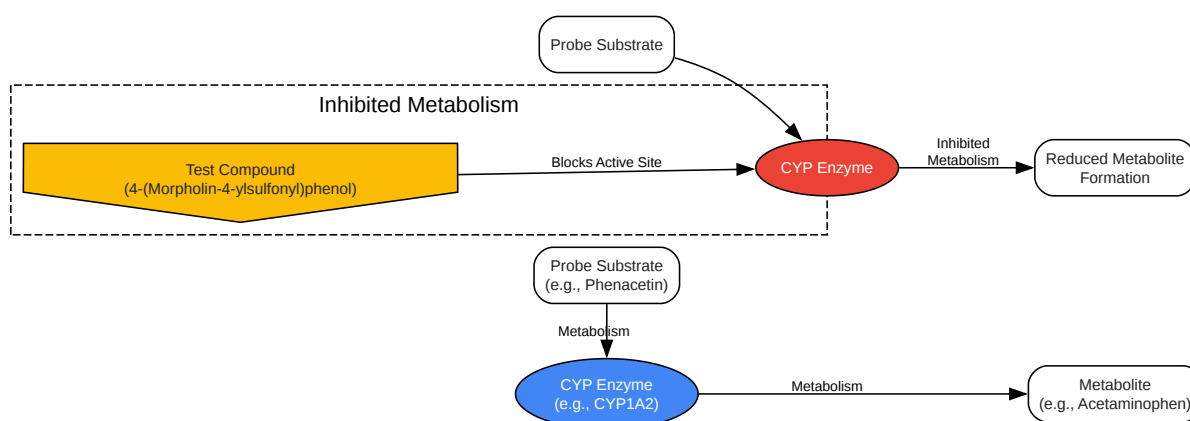 Probe Substrate
Inhibited Metabolism
Test Compound
(4-(Morpholin-4-ylsulfonyl)phenol)
Blocks Active Site
CYP Enzyme
Inhibited
Metabolism
Reduced Metabolite
Formation
Probe Substrate
(e.g., Phenacetin)
Metabolism
CYP Enzyme
(e.g., CYP1A2)
Metabolism
Metabolite
(e.g., Acetaminophen)